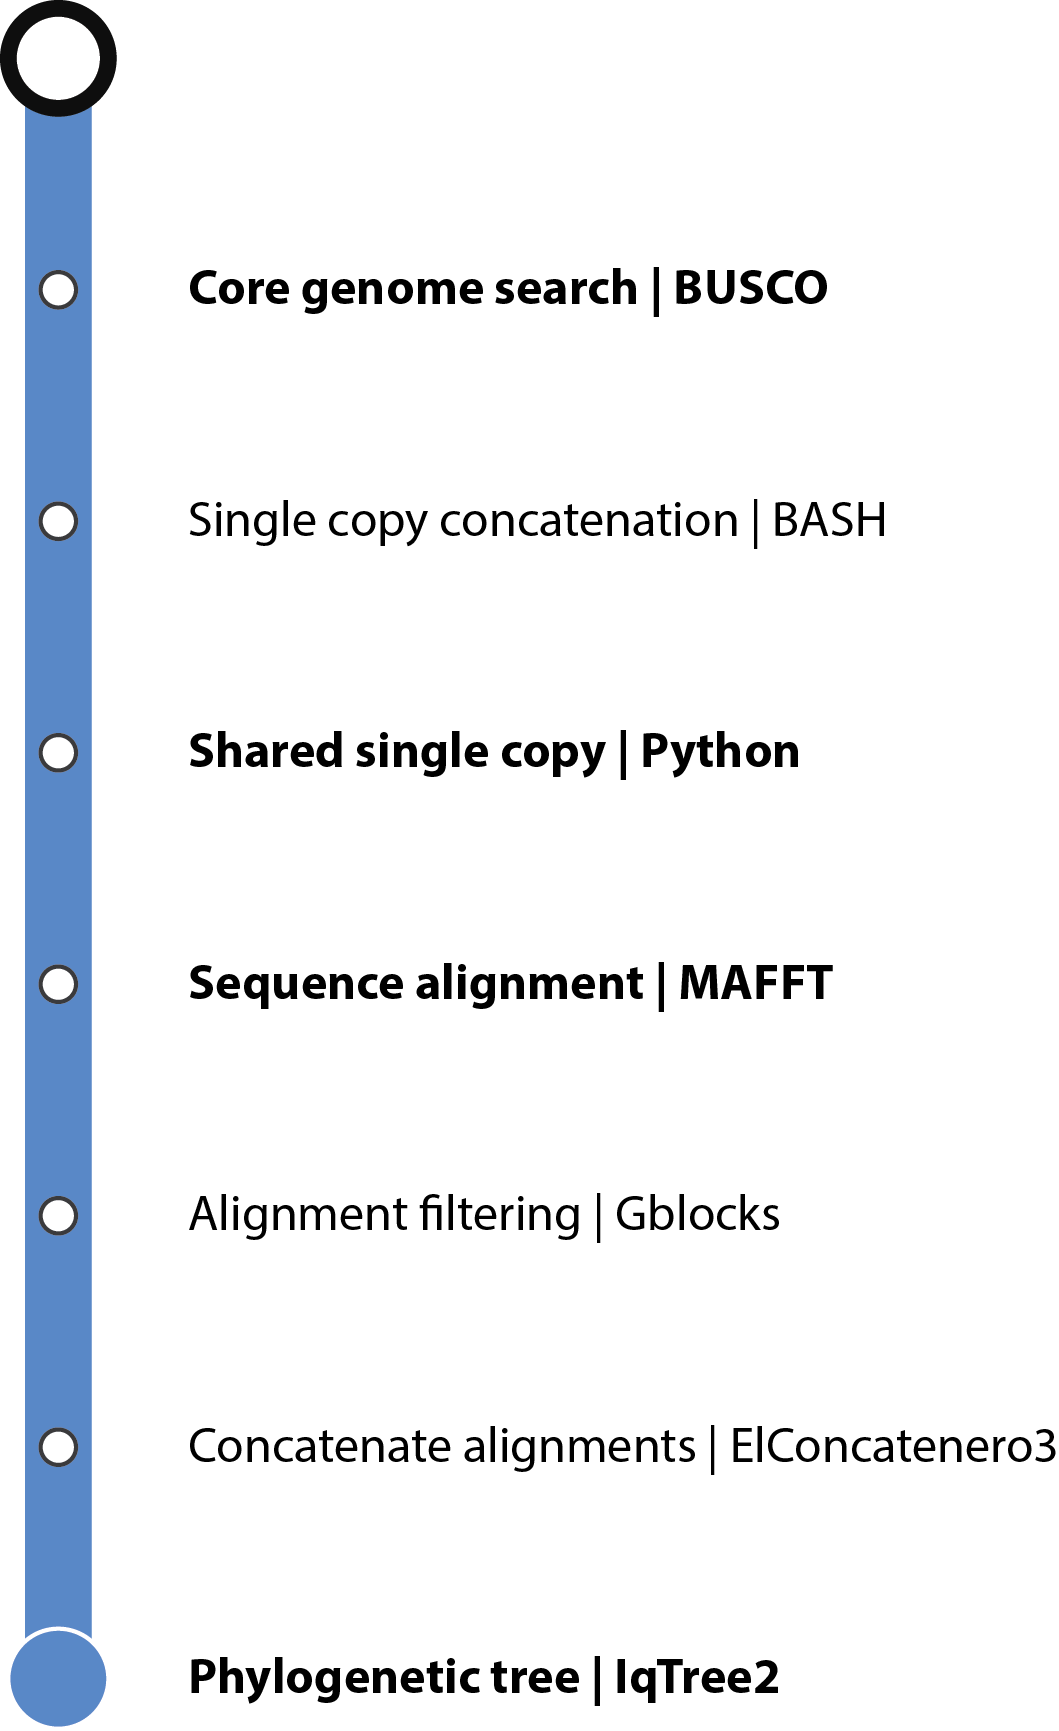 Core genome search | BUSCO
Single copy concatenation | BASH
Shared single copy | Python
Sequence alignment | MAFFT
Alignment filtering | Gblocks
Concatenate alignments | ElConcatenero3
Phylogenetic tree | IqTree2